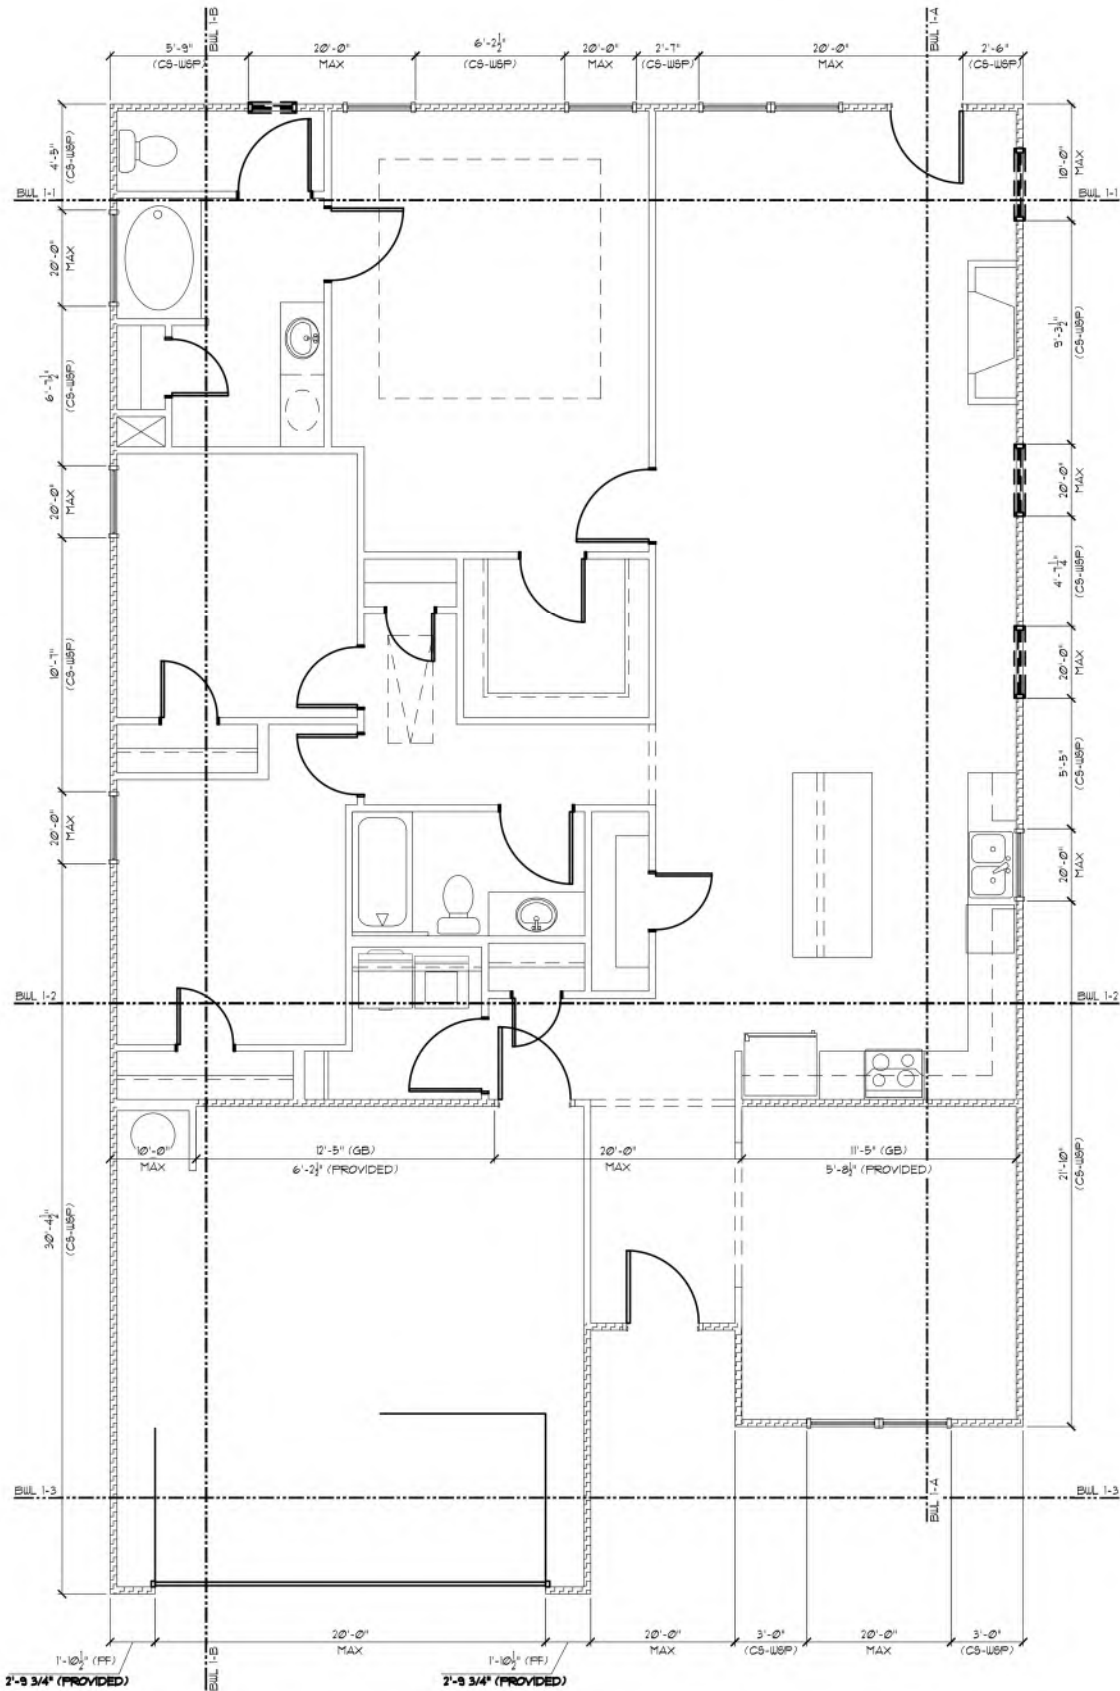 BWL 1-B
BWL 1-A
5'-9"
(CS-WSP)
20'-0"
MAX
6'-2½"
(CS-WSP)
20'-0"
MAX
2'-7"
(CS-WSP)
20'-0"
MAX
2'-6"
(CS-WSP)
4'-5"
(CS-WSP)
10'-0"
MAX
BWL 1-1
BWL 1-1
20'-0"
MAX
9'-3½"
(CS-WSP)
6'-7½"
(CS-WSP)
20'-0"
MAX
20'-0"
MAX
4'-7¼"
(CS-WSP)
10'-7"
(CS-WSP)
20'-0"
MAX
5'-5"
(CS-WSP)
20'-0"
MAX
20'-0"
MAX
BWL 1-2
BWL 1-2
10'-0"
MAX
12'-5" (GB)
6'-2½" (PROVIDED)
20'-0"
MAX
11'-5" (GB)
5'-8½" (PROVIDED)
21'-10"
(CS-WSP)
30'-4½"
(CS-WSP)
BWL 1-3
BWL 1-3
BWL 1-A
1'-10½" (PF)
2'-9 3/4" (PROVIDED)
BWL 1-B
20'-0"
MAX
1'-10½" (PF)
2'-9 3/4" (PROVIDED)
20'-0"
MAX
3'-0"
(CS-WSP)
20'-0"
MAX
3'-0"
(CS-WSP)